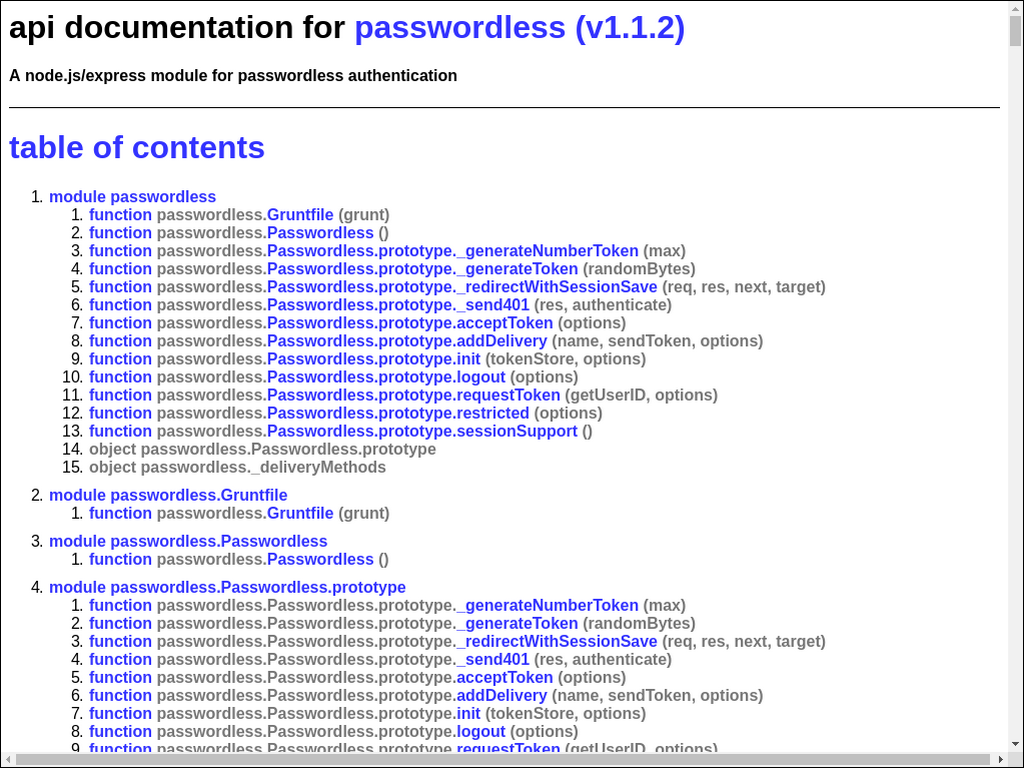 api documentation for passwordless (v1.1.2)
A node.js/express module for passwordless authentication
table of contents
1. module passwordless
1. function passwordless.Gruntfile (grunt)
2. function passwordless.Passwordless ()
3. function passwordless.Passwordless.prototype._generateNumberToken (max)
4. function passwordless.Passwordless.prototype._generateToken (randomBytes)
5. function passwordless.Passwordless.prototype._redirectWithSessionSave (req, res, next, target)
6. function passwordless.Passwordless.prototype._send401 (res, authenticate)
7. function passwordless.Passwordless.prototype.acceptToken (options)
8. function passwordless.Passwordless.prototype.addDelivery (name, sendToken, options)
9. function passwordless.Passwordless.prototype.init (tokenStore, options)
10. function passwordless.Passwordless.prototype.logout (options)
11. function passwordless.Passwordless.prototype.requestToken (getUserID, options)
12. function passwordless.Passwordless.prototype.restricted (options)
13. function passwordless.Passwordless.prototype.sessionSupport ()
14. object passwordless.Passwordless.prototype
15. object passwordless._deliveryMethods
2. module passwordless.Gruntfile
1. function passwordless.Gruntfile (grunt)
3. module passwordless.Passwordless
1. function passwordless.Passwordless ()
4. module passwordless.Passwordless.prototype
1. function passwordless.Passwordless.prototype._generateNumberToken (max)
2. function passwordless.Passwordless.prototype._generateToken (randomBytes)
3. function passwordless.Passwordless.prototype._redirectWithSessionSave (req, res, next, target)
4. function passwordless.Passwordless.prototype._send401 (res, authenticate)
5. function passwordless.Passwordless.prototype.acceptToken (options)
6. function passwordless.Passwordless.prototype.addDelivery (name, sendToken, options)
7. function passwordless.Passwordless.prototype.init (tokenStore, options)
8. function passwordless.Passwordless.prototype.logout (options)
9. function passwordless.Passwordless.prototype.requestToken (getUserID, options)